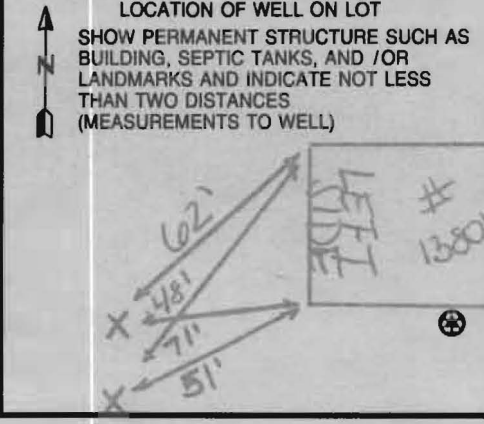 LOCATION OF WELL ON LOT
N
SHOW PERMANENT STRUCTURE SUCH AS
BUILDING, SEPTIC TANKS, AND /OR
LANDMARKS AND INDICATE NOT LESS
THAN TWO DISTANCES
(MEASUREMENTS TO WELL)
62'
48'
71'
51'
LEFT
SIDE
#